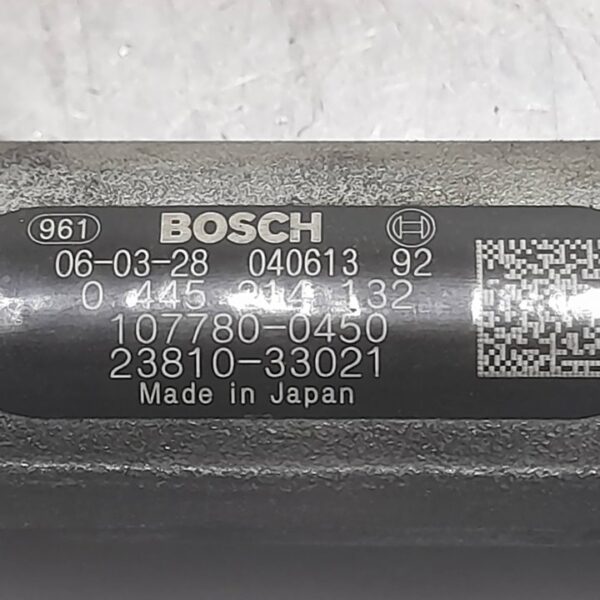 961 BOSCH
06-03-28 040613 92
0 445 214 132
107780-0450
23810-33021
Made in Japan